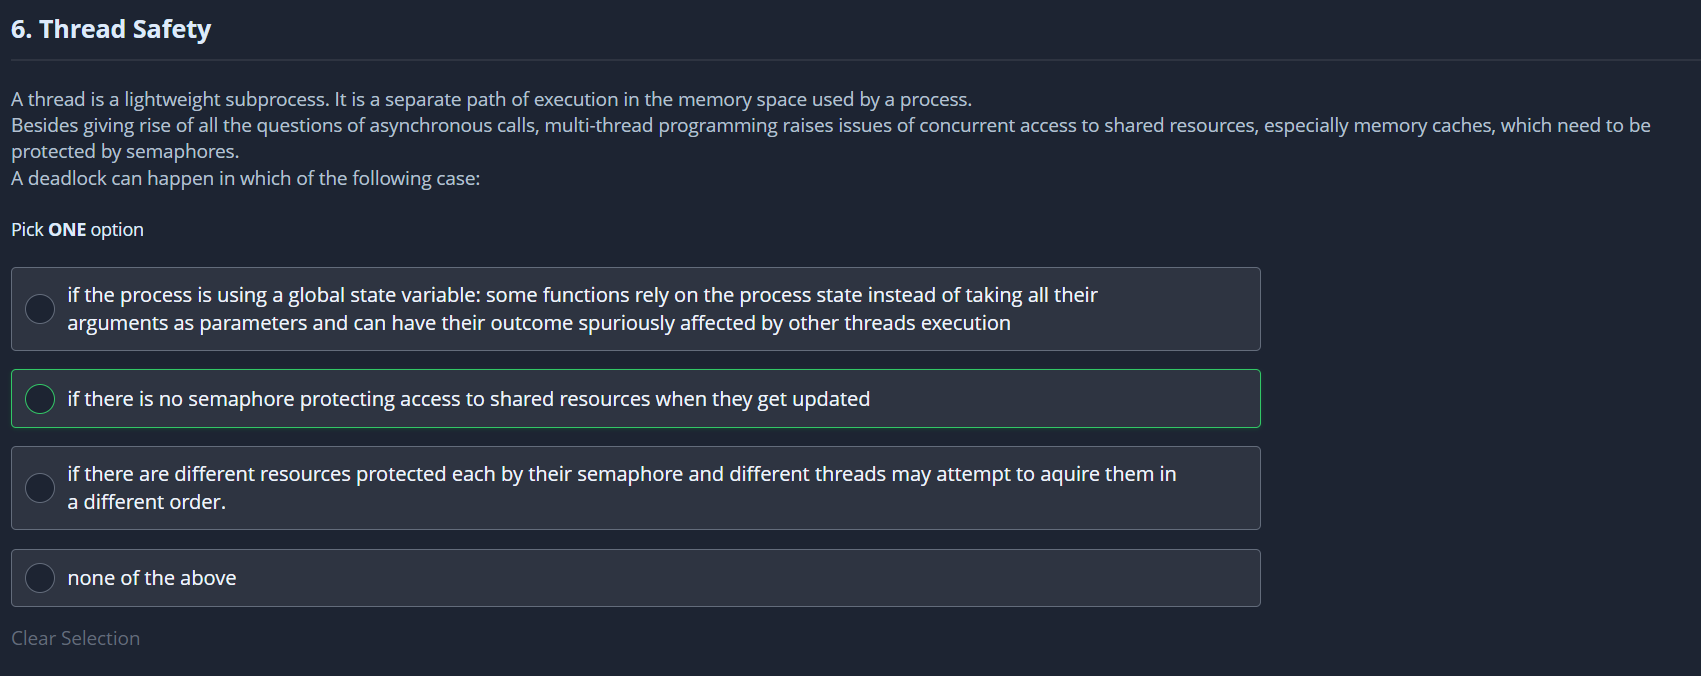 6. Thread Safety
A thread is a lightweight subprocess. It is a separate path of execution in the memory space used by a process.
Besides giving rise of all the questions of asynchronous calls, multi-thread programming raises issues of concurrent access to shared resources, especially memory caches, which need to be
protected by semaphores.
A deadlock can happen in which of the following case:
Pick ONE option
if the process is using a global state variable: some functions rely on the process state instead of taking all their
arguments as parameters and can have their outcome spuriously affected by other threads execution
if there is no semaphore protecting access to shared resources when they get updated
if there are different resources protected each by their semaphore and different threads may attempt to aquire them in
a different order.
none of the above
Clear Selection